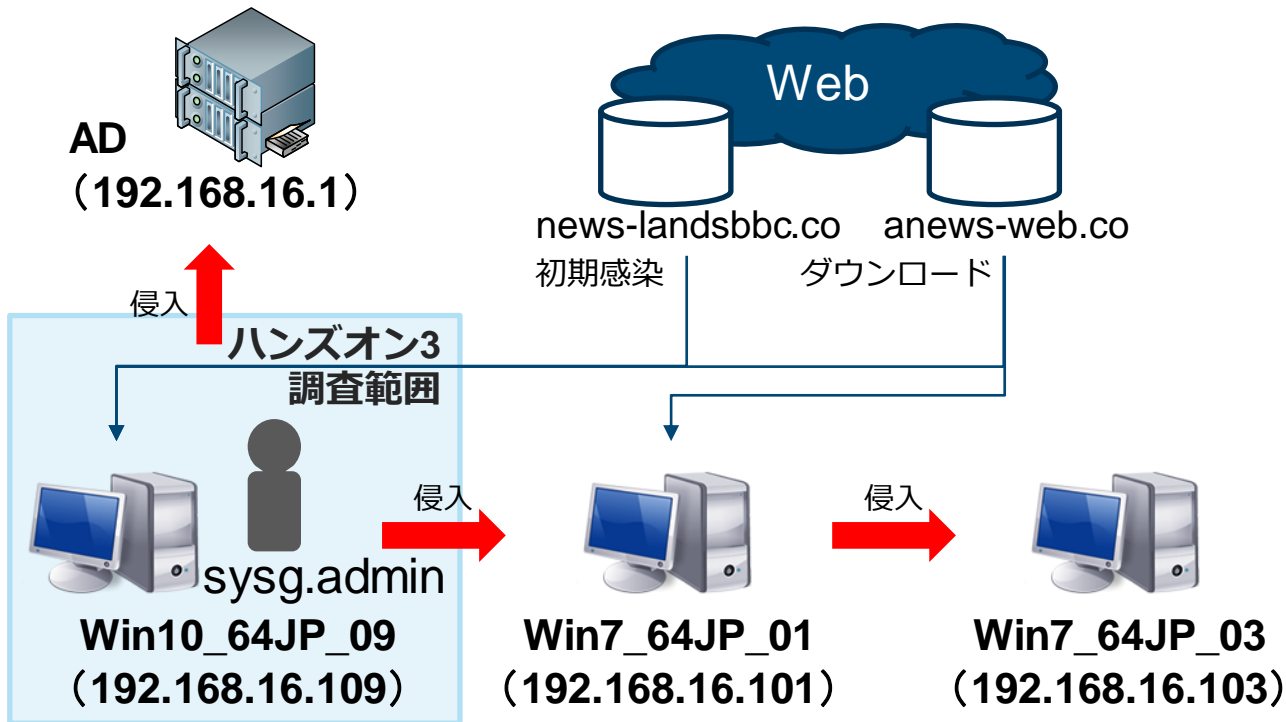 Web
AD
（192.168.16.1）
news-landsbbc.co
anews-web.co
初期感染
ダウンロード
侵入
ハンズオン3
調査範囲
侵入
侵入
sysg.admin
Win10_64JP_09
（192.168.16.109）
Win7_64JP_01
（192.168.16.101）
Win7_64JP_03
（192.168.16.103）